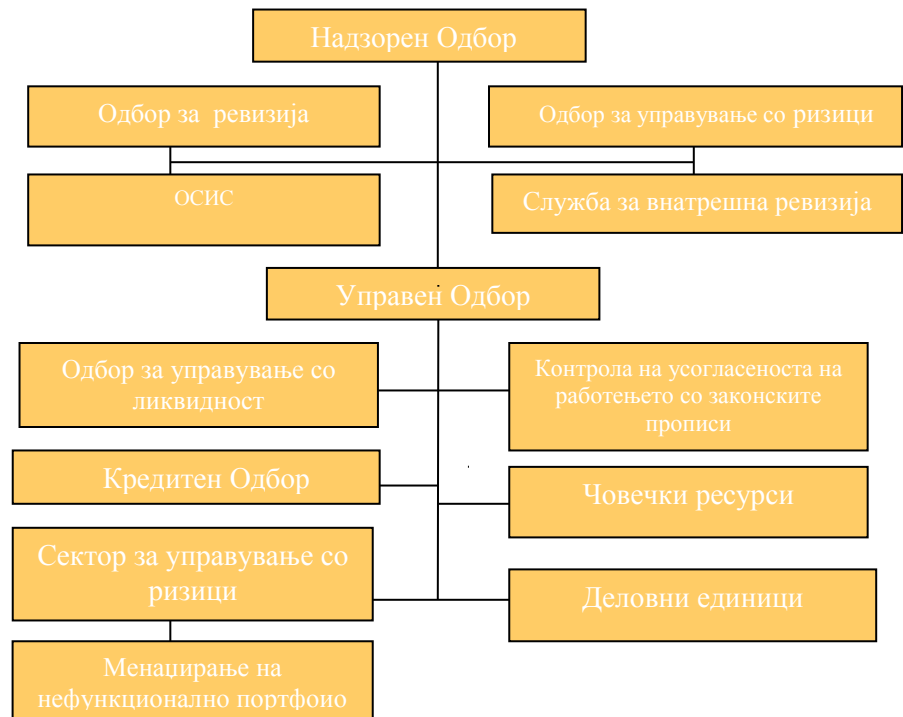 Надзорен Одбор
Одбор за ревизија
Одбор за управување со ризици
ОСИС
Служба за внатрешна ревизија
Управен Одбор
Одбор за управување со
ликвидност
Контрола на усогласеноста на
работењето со законските
прописи
Кредитен Одбор
Човечки ресурси
Сектор за управување со
ризици
Деловни единици
Менаџирање на
нефункционално портфоио